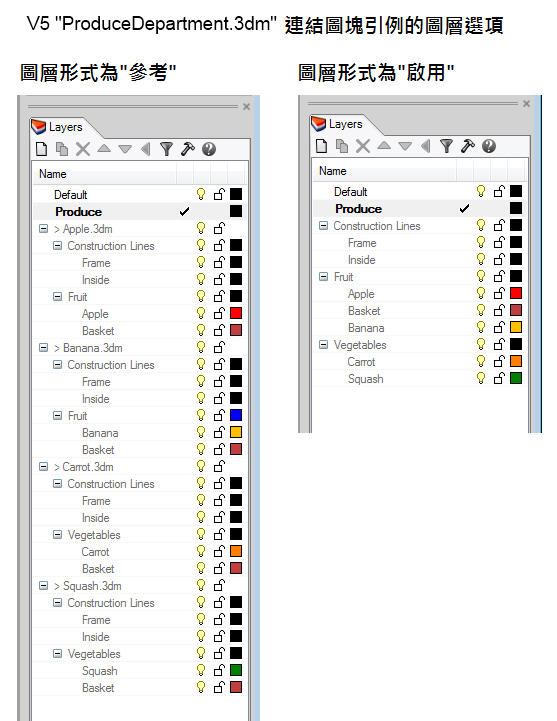 V5 "ProduceDepartment.3dm" 連結圖塊引例的圖層選項
圖層形式為"參考"
Layers
Name
Default
Produce
> Apple.3dm
Construction Lines
Frame
Inside
Fruit
Apple
Basket
> Banana.3dm
Construction Lines
Frame
Inside
Fruit
Banana
Basket
> Carrot.3dm
Construction Lines
Frame
Inside
Vegetables
Carrot
Basket
> Squash.3dm
Construction Lines
Frame
Inside
Vegetables
Squash
Basket
圖層形式為"啟用"
Layers
Name
Default
Produce
Construction Lines
Frame
Inside
Fruit
Apple
Basket
Banana
Vegetables
Carrot
Squash